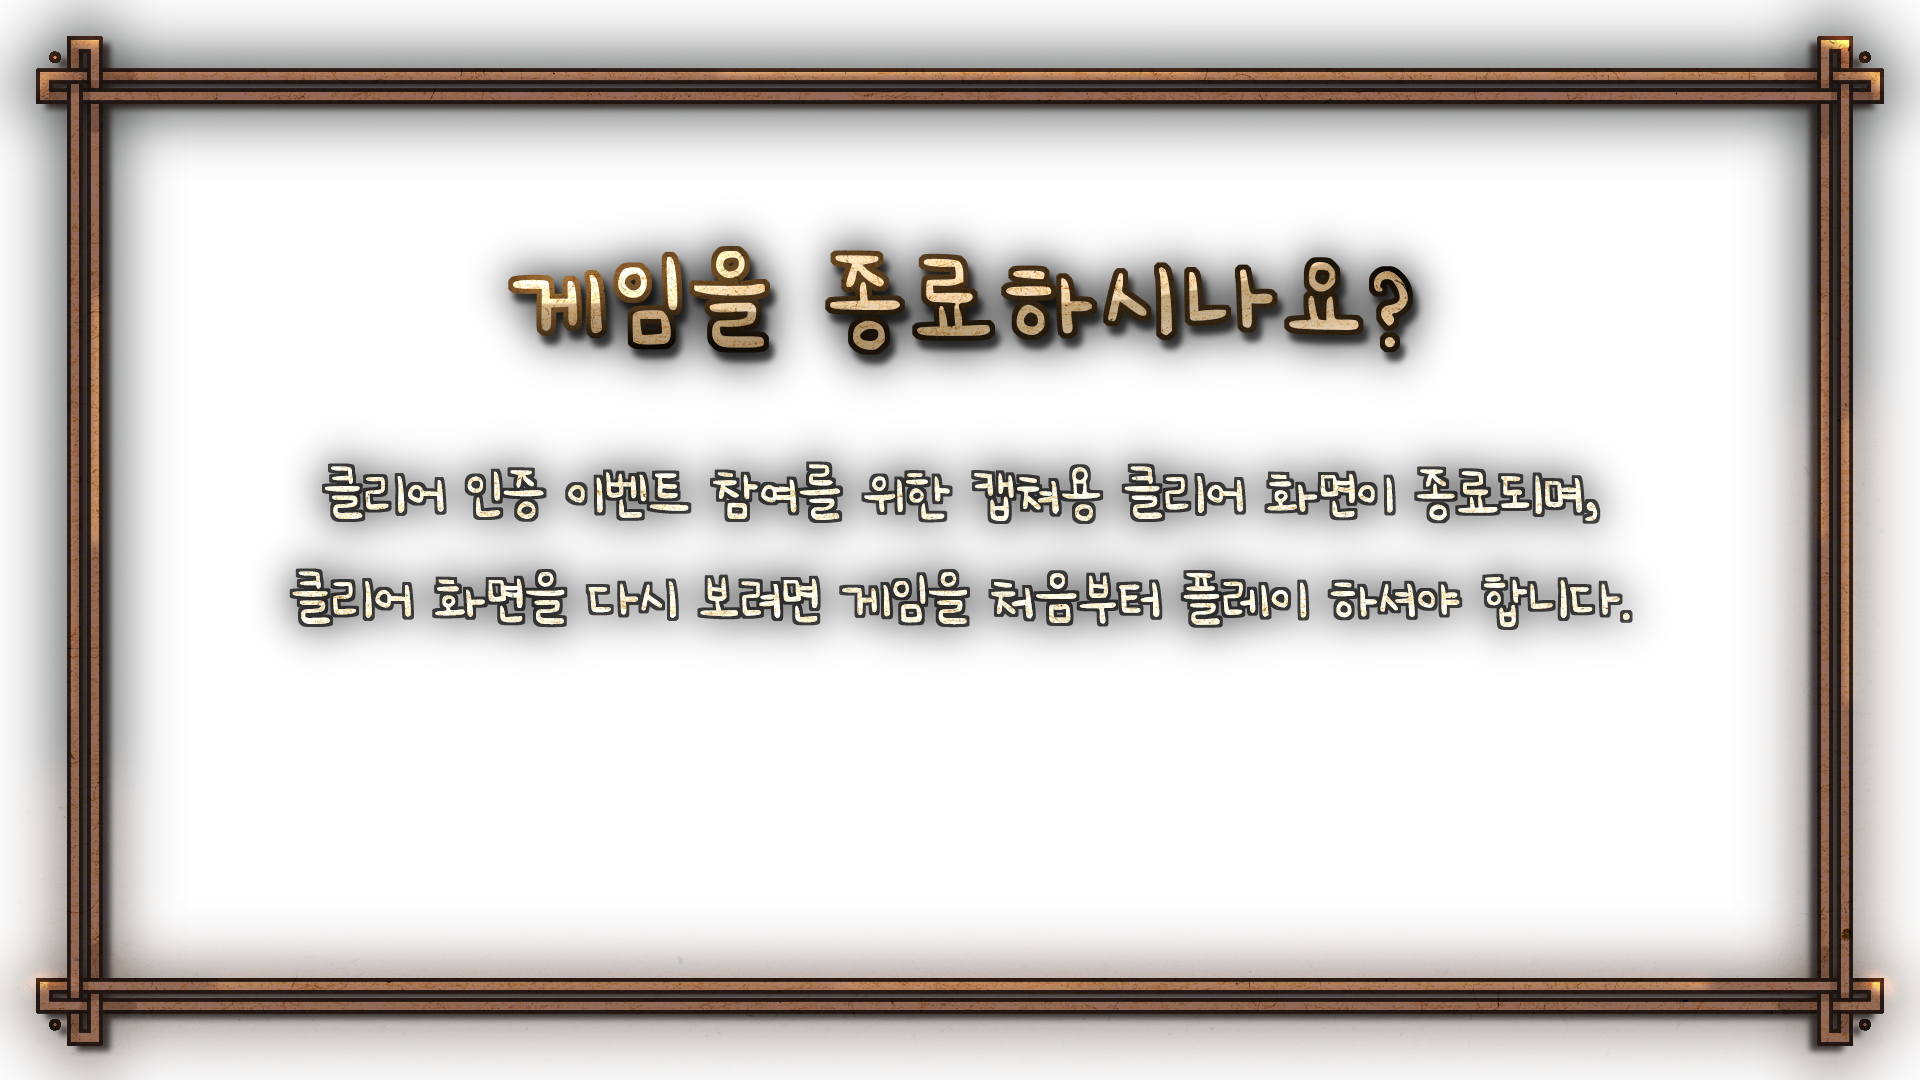 게임을 종료하시나요?
클리어 인증 이벤트 참여를 위한 캡쳐용 클리어 화면이 종료되며,
클리어 화면을 다시 보려면 게임을 처음부터 플레이 하셔야 합니다.